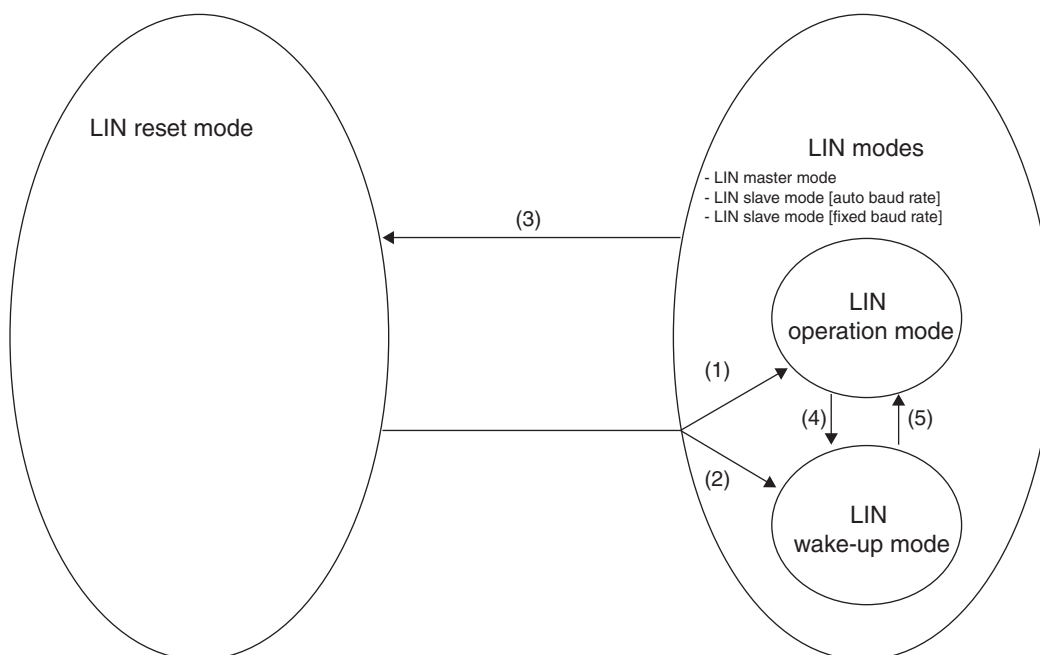 LIN reset mode
LIN modes
- LIN master mode
- LIN slave mode [auto baud rate]
- LIN slave mode [fixed baud rate]
(3)
LIN
operation mode
(1)
(4)
(5)
(2)
LIN
wake-up mode